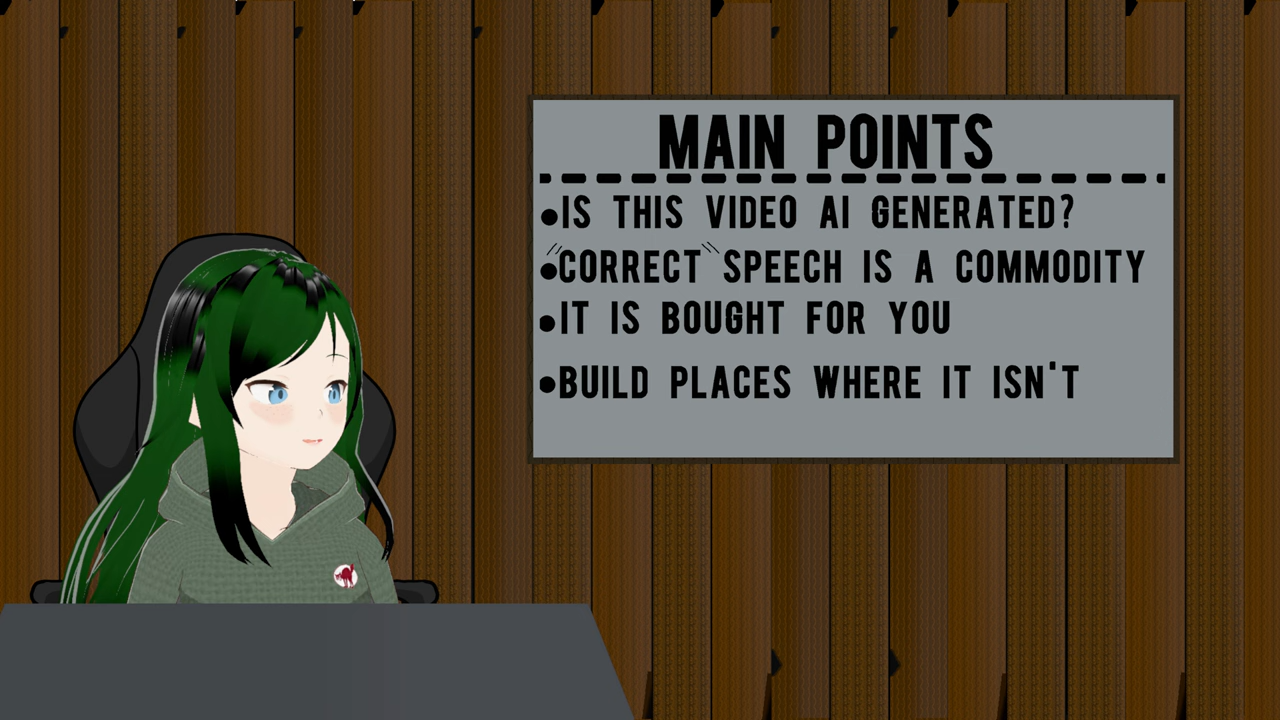 MAIN POINTS
●IS THIS VIDEO AI GENERATED?
●"CORRECT" SPEECH IS A COMMODITY
●IT IS BOUGHT FOR YOU
●BUILD PLACES WHERE IT ISN'T